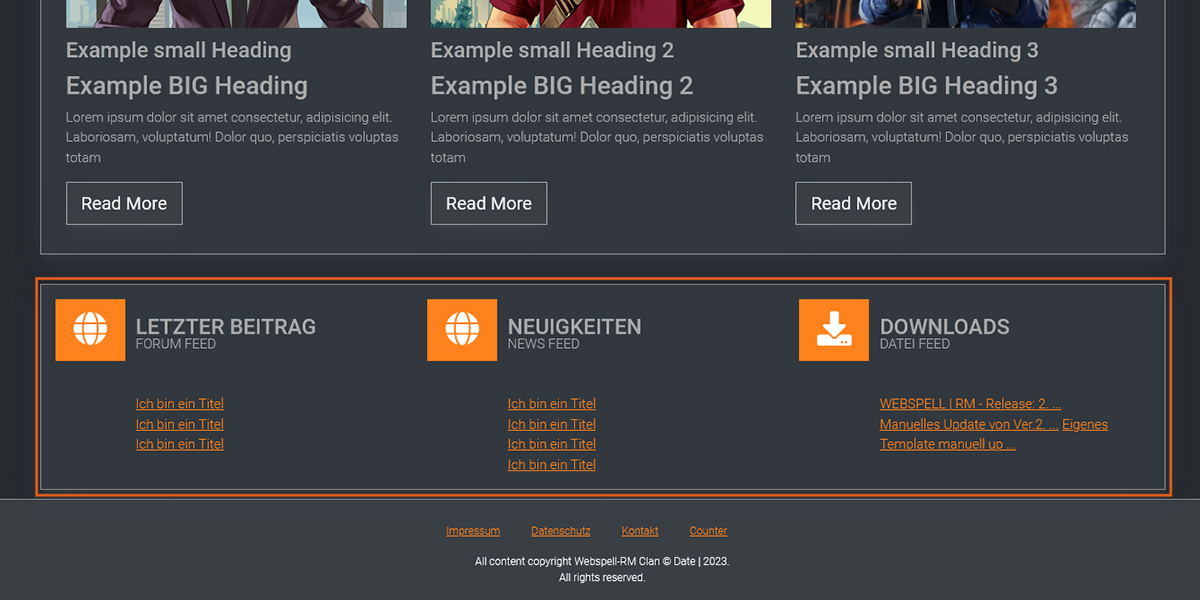 Example small Heading
Example BIG Heading
Lorem ipsum dolor sit amet consectetur, adipisicing elit.
Laboriosam, voluptatum! Dolor quo, perspiciatis voluptas
totam
Read More
Example small Heading 2
Example BIG Heading 2
Lorem ipsum dolor sit amet consectetur, adipisicing elit.
Laboriosam, voluptatum! Dolor quo, perspiciatis voluptas
totam
Read More
Example small Heading 3
Example BIG Heading 3
Lorem ipsum dolor sit amet consectetur, adipisicing elit.
Laboriosam, voluptatum! Dolor quo, perspiciatis voluptas
totam
Read More
LETZTER BEITRAG
FORUM FEED
Ich bin ein Titel
Ich bin ein Titel
Ich bin ein Titel
NEUIGKEITEN
NEWS FEED
Ich bin ein Titel
Ich bin ein Titel
Ich bin ein Titel
Ich bin ein Titel
DOWNLOADS
DATEI FEED
WEBSPELL | RM - Release: 2. ...
Manuelles Update von Ver.2. ... Eigenes
Template manuell up ...
Impressum Datenschutz Kontakt Counter
All content copyright Webspell-RM Clan © Date | 2023.
All rights reserved.